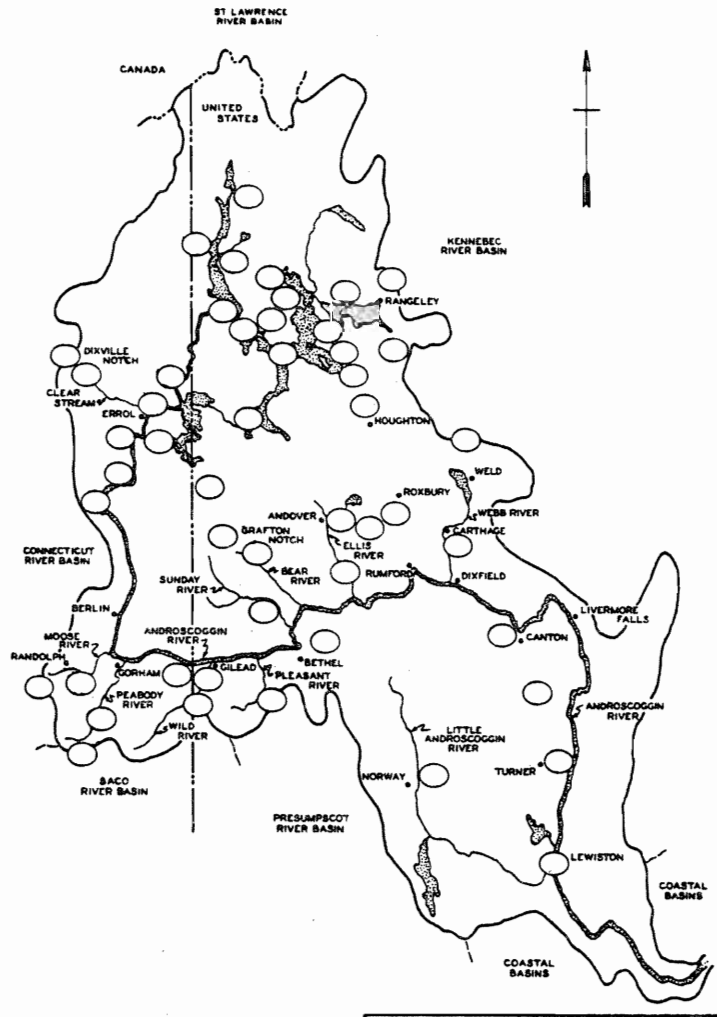 ST LAWRENCE
RIVER BASIN
CANADA
UNITED
STATES
KENNEBEC
RIVER BASIN
RANGELEY
DIXVILLE
NOTCH
CLEAR
STREAM
ERROL
HOUGHTON
WELD
ROXBURY
WEBB RIVER
ANDOVER
CARTHAGE
GRAFTON
NOTCH
ELLIS
RIVER
CONNECTICUT
RIVER BASIN
BEAR
RIVER
RUMFORD
DIXFIELD
SUNDAY
RIVER
BERLIN
LIVERMORE
FALLS
MOOSE
RIVER
ANDROSCOGGIN
RIVER
CANTON
RANDOLPH
GORHAM
GILEAD
BETHEL
PLEASANT
RIVER
PEABODY
RIVER
WILD
RIVER
ANDROSCOGGIN
RIVER
LITTLE
ANDROSCOGGIN
RIVER
SACO
RIVER BASIN
NORWAY
TURNER
PRESUMPSCOT
RIVER BASIN
LEWISTON
COASTAL
BASINS
COASTAL
BASINS